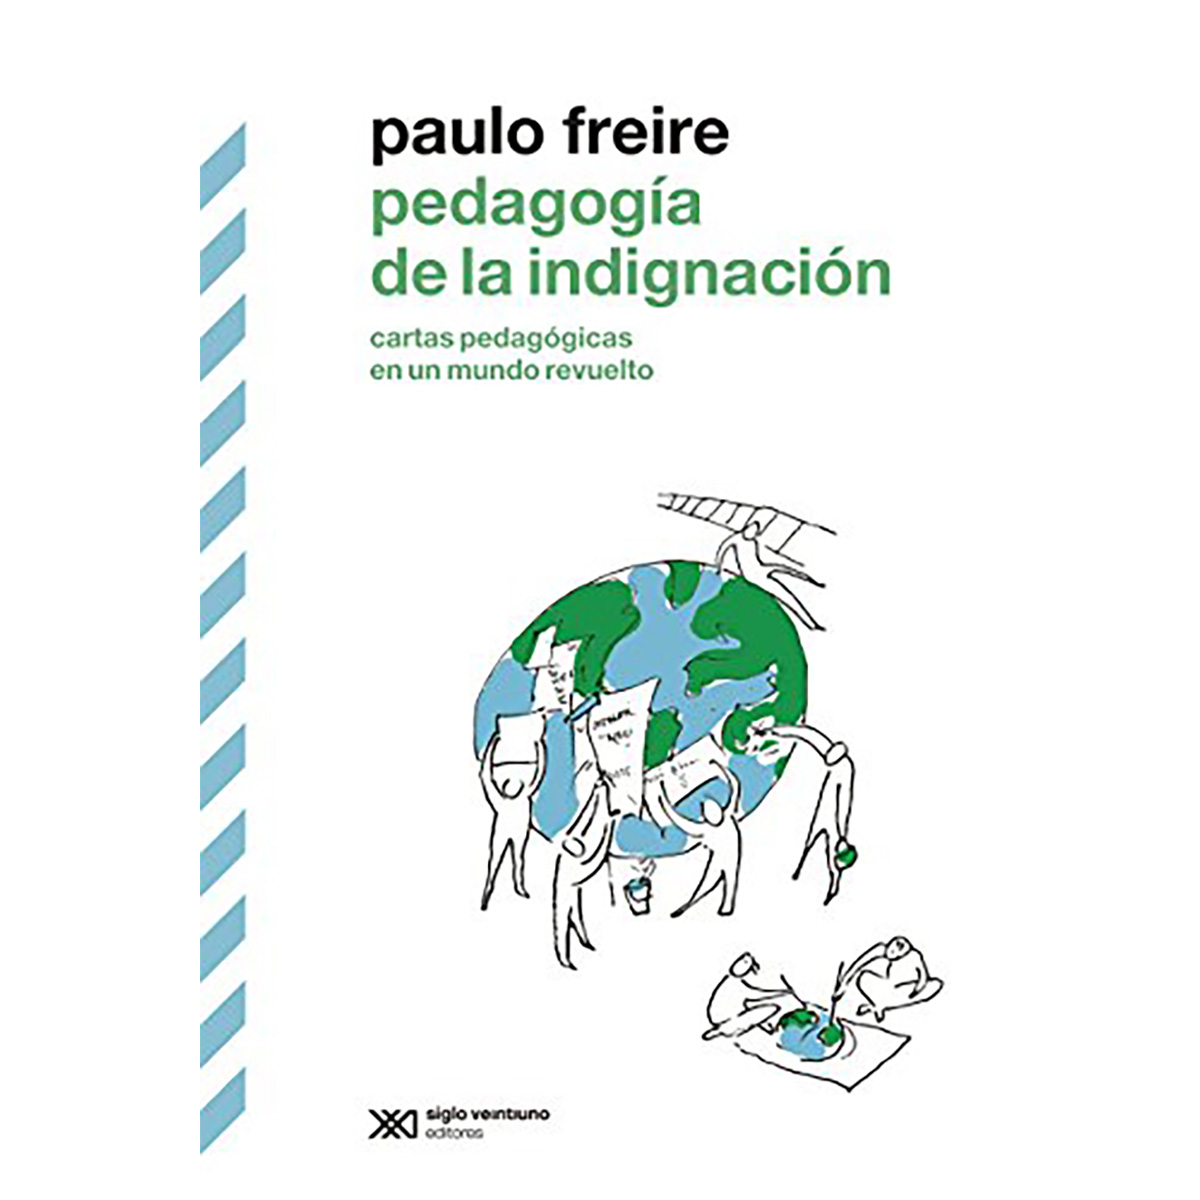 paulo freire
pedagogía
de la indignación
cartas pedagógicas
en un mundo revuelto
siglo veintiuno
editores